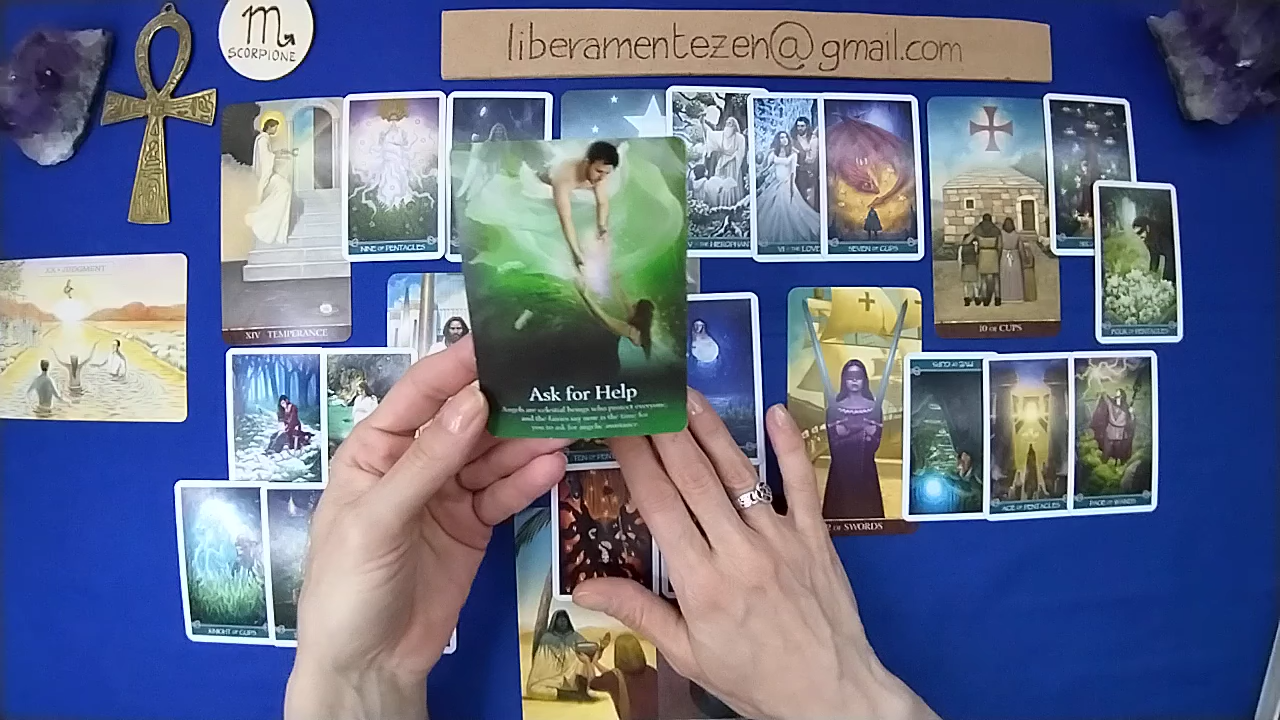 liberamentezen@gmail.com
SCORPIONE
XX • JUDGMENT
XIV TEMPERANCE
NINE OF PENTACLES
V • THE HIEROPHANT
VI • THE LOVE
SEVEN OF CUPS
10 OF CUPS
FOUR OF PENTACLES
Ask for Help
Angels are celestial beings who protect everyone,
and the fairies say now is the time for
you to ask for angelic assistance.
TEN OF PEN
2 OF SWORDS
FIVE OF CUPS
ACE OF PENTACLES
PAGE OF WANDS
KNIGHT OF CUPS